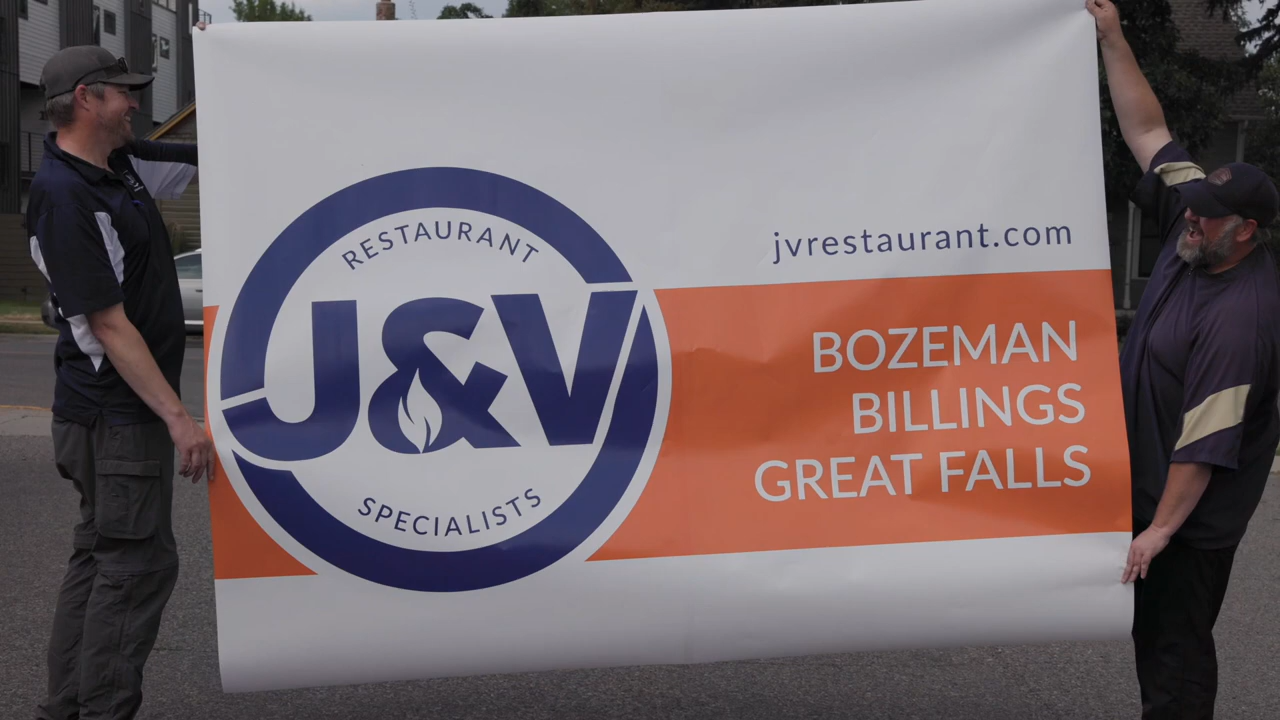 RESTAURANT
J&V
SPECIALISTS
jvrestaurant.com
BOZEMAN
BILLINGS
GREAT FALLS